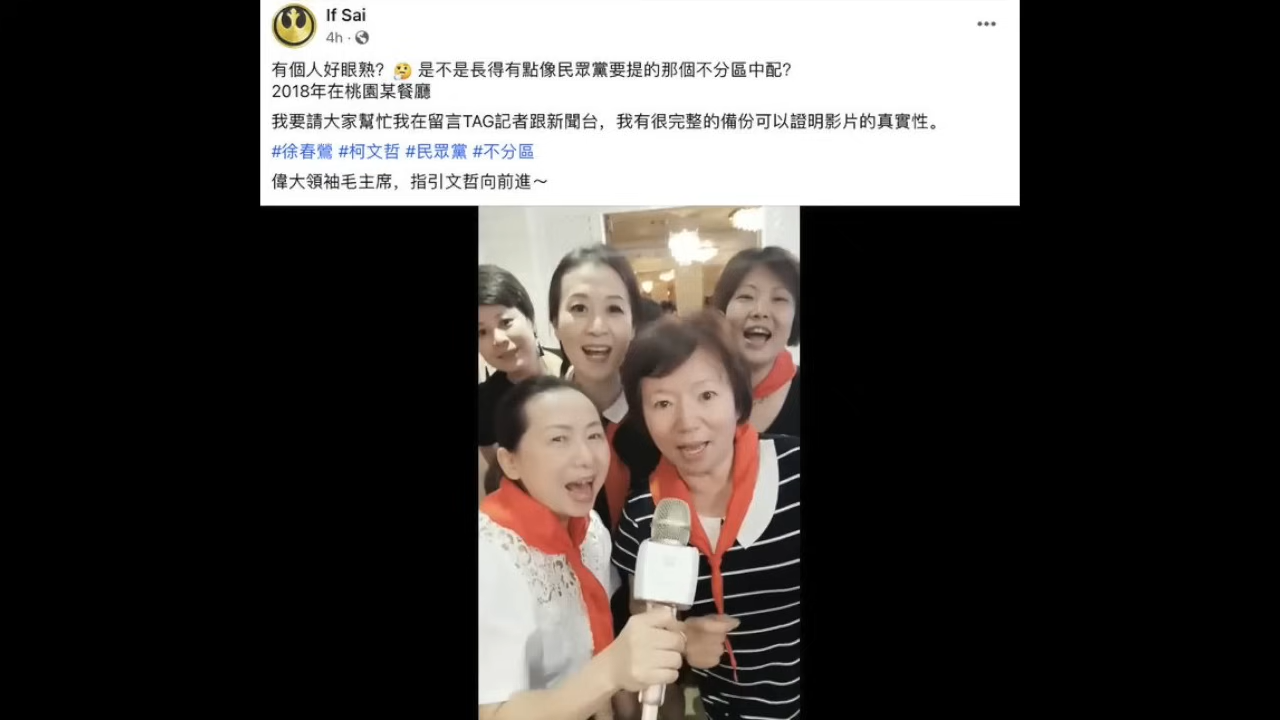 If Sai
4h ·
有個人好眼熟？🤔 是不是長得有點像民眾黨要提的那個不分區中配？
2018年在桃園某餐廳
我要請大家幫忙我在留言TAG記者跟新聞台，我有很完整的備份可以證明影片的真實性。
#徐春鶯 #柯文哲 #民眾黨 #不分區
偉大領袖毛主席，指引文哲向前進～